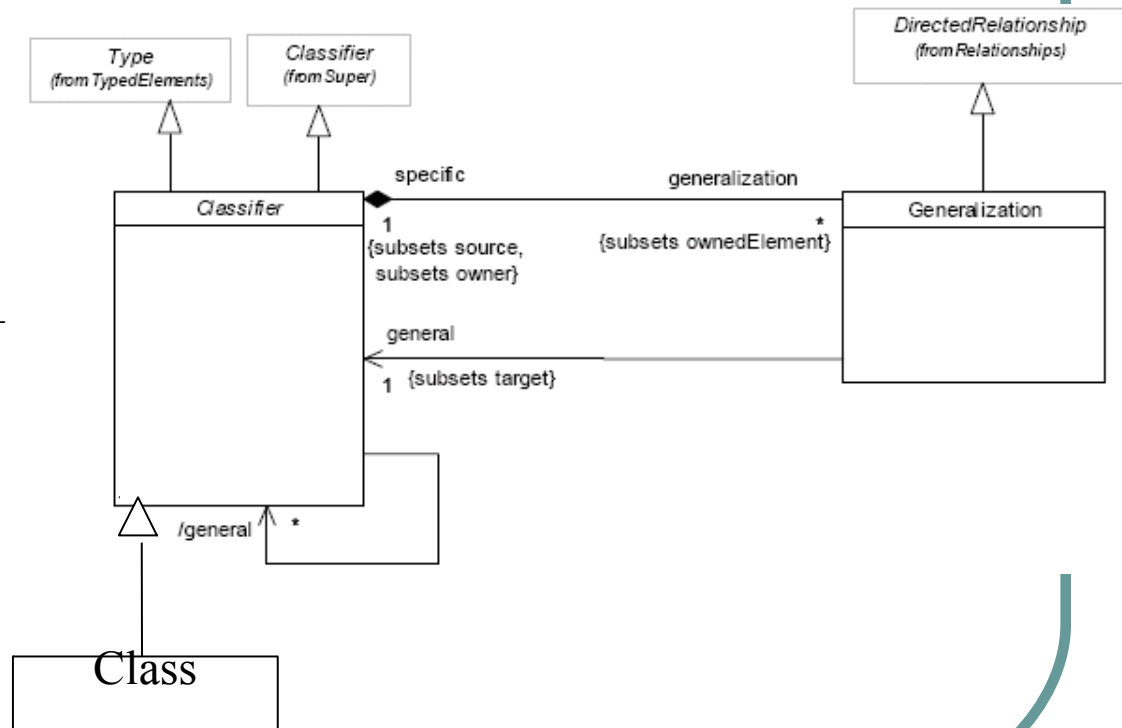 DirectedRelationship
(from Relationships)
Type
(from TypedElements)
Classifier
(from Super)
specific
generalization
Classifier
Generalization
1
*
{subsets source,
subsets owner}
{subsets ownedElement}
general
1
{subsets target}
/general
*
Class